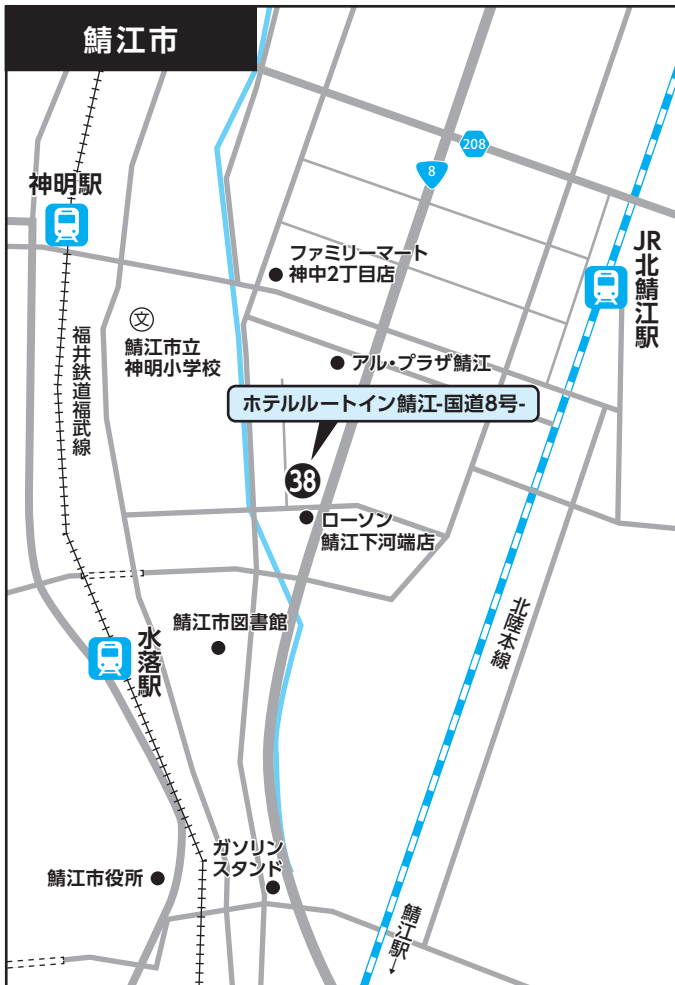 鯖江市
208
8
神明駅
JR北鯖江駅
ファミリーマート
神中2丁目店
文
鯖江市立
神明小学校
福井鉄道福武線
アル・プラザ鯖江
ホテルルートイン鯖江-国道8号-
38
ローソン
鯖江下河端店
鯖江市図書館
水落駅
北陸本線
ガソリン
スタンド
鯖江市役所
鯖江駅